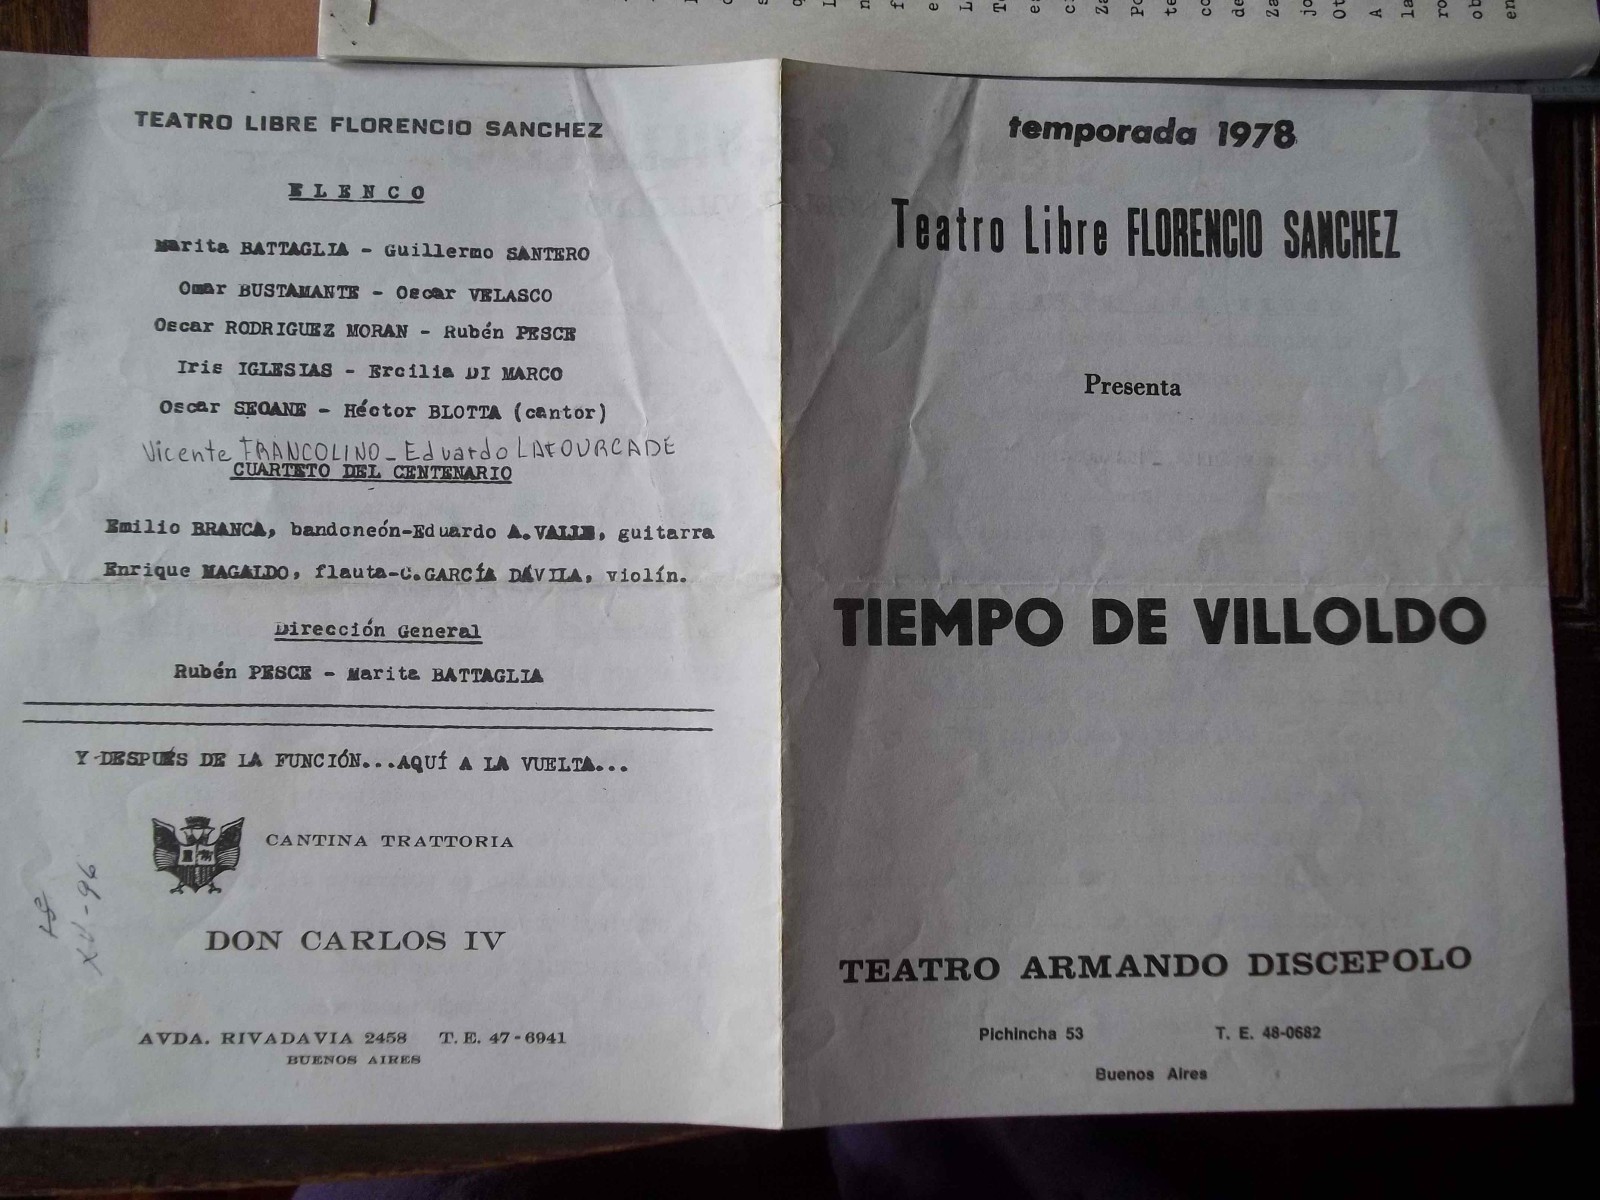 TEATRO LIBRE FLORENCIO SANCHEZ
ELENCO
Marita BATTAGLIA - Guillermo SANTERO
Omar BUSTAMANTE - Oscar VELASCO
Oscar RODRIGUEZ MORAN - Rubén PESCE
Iris IGLESIAS - Ercilia DI MARCO
Oscar SEOANE - Héctor BLOTTA (cantor)
Vicente FRANCOLINO - Eduardo LAFOURCADE
CUARTETO DEL CENTENARIO
Emilio BRANCA, bandoneón-Eduardo A.VALLE, guitarra
Enrique MAGALDO, flauta-C.GARCÍA DÁVILA, violín.
Dirección General
Rubén PESCE - Marita BATTAGLIA
Y DESPUÉS DE LA FUNCIÓN...AQUÍ A LA VUELTA...
CANTINA TRATTORIA
DON CARLOS IV
AVDA. RIVADAVIA 2458 T. E. 47-6941
BUENOS AIRES
temporada 1978
Teatro Libre FLORENCIO SANCHEZ
Presenta
TIEMPO DE VILLOLDO
TEATRO ARMANDO DISCEPOLO
Pichincha 53 T. E. 48-0682
Buenos Aires